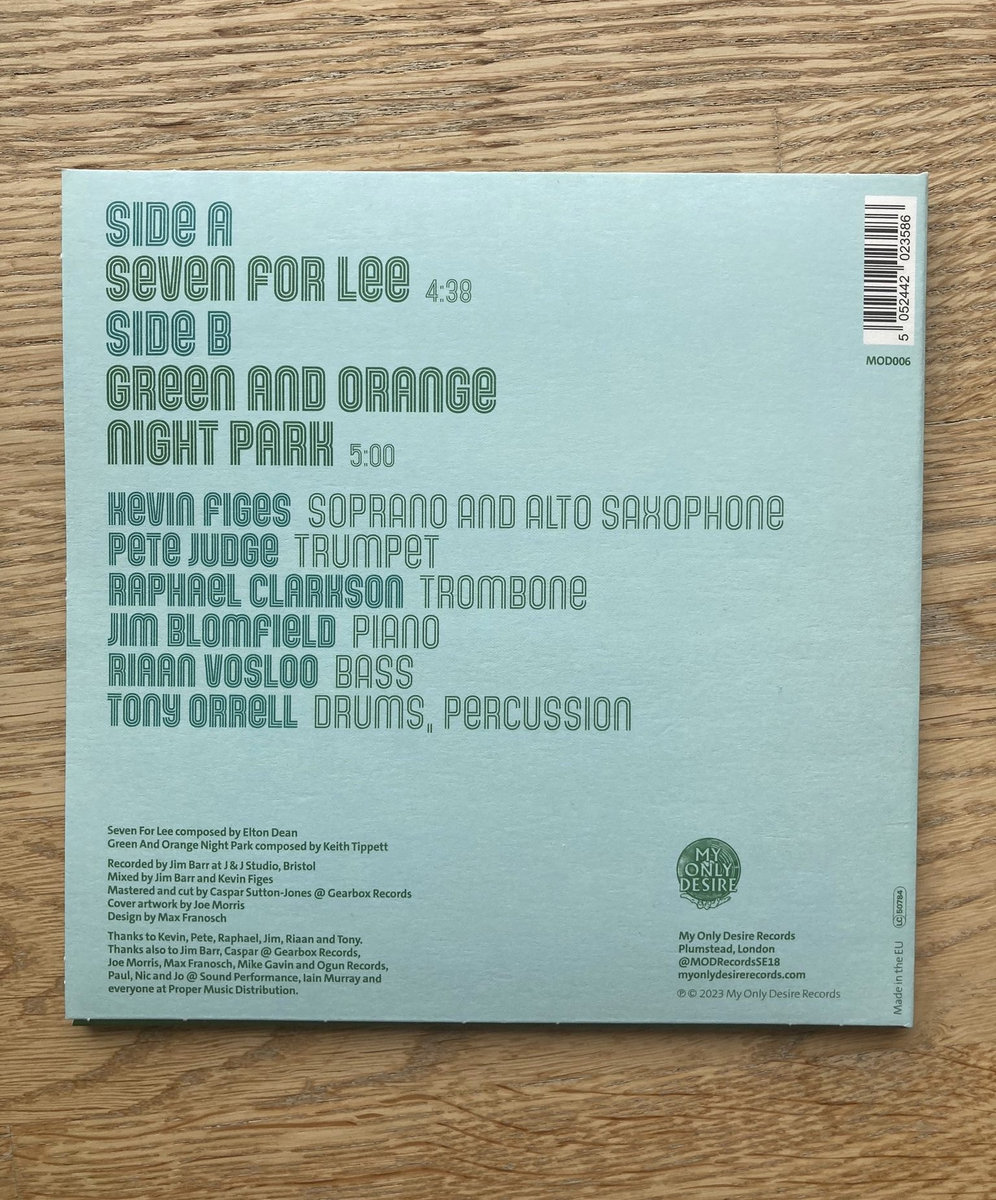 SIDE A
SEVEN FOR LEE 4:38
SIDE B
GREEN AND ORANGE
NIGHT PARK 5:00
KEVIN FIGES SOPRANO AND ALTO SAXOPHONE
PETE JUDGE TRUMPET
RAPHAEL CLARKSON TROMBONE
JIM BLOMFIELD PIANO
RIAAN VOSLOO BASS
TONY ORRELL DRUMS, PERCUSSION
Seven For Lee composed by Elton Dean
Green And Orange Night Park composed by Keith Tippett
Recorded by Jim Barr at J & J Studio, Bristol
Mixed by Jim Barr and Kevin Figes
Mastered and cut by Caspar Sutton-Jones @ Gearbox Records
Cover artwork by Joe Morris
Design by Max Franosch
Thanks to Kevin, Pete, Raphael, Jim, Riaan and Tony.
Thanks also to Jim Barr, Caspar @ Gearbox Records,
Joe Morris, Max Franosch, Mike Gavin and Ogun Records,
Paul, Nic and Jo @ Sound Performance, Iain Murray and
everyone at Proper Music Distribution.
MY
ONLY
DESIRE
My Only Desire Records
Plumstead, London
@MODRecordsSE18
myonlydesirerecords.com
℗ © 2023 My Only Desire Records
5 052442 023586
MOD006
LC 50784
Made in the EU